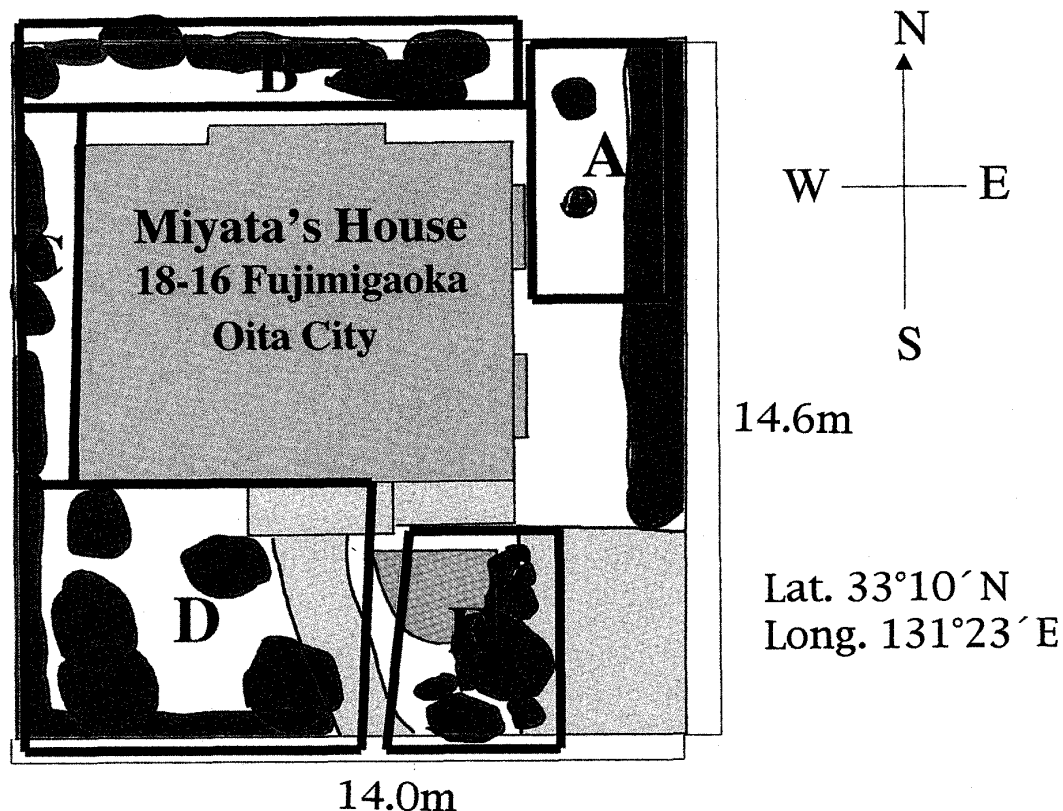 N
B
A
W
E
Miyata's House
18-16 Fujimigaoka
Oita City
C
S
14.6m
D
Lat. 33°10´N
Long. 131°23´E
14.0m